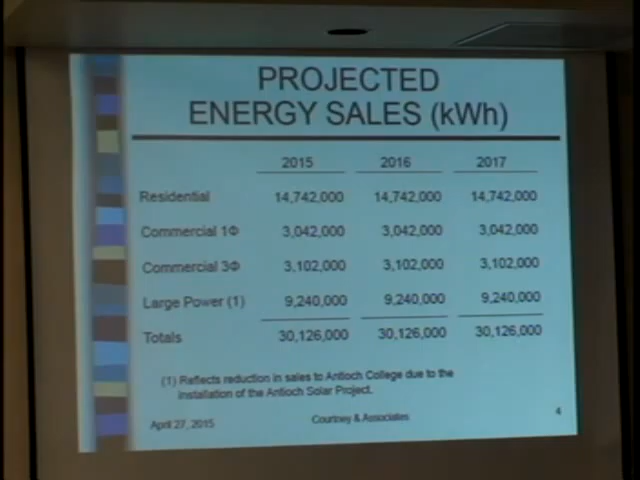 PROJECTED
ENERGY SALES (kWh)
2015 2016 2017
Residential 14,742,000 14,742,000 14,742,000
Commercial 1Φ 3,042,000 3,042,000 3,042,000
Commercial 3Φ 3,102,000 3,102,000 3,102,000
Large Power (1) 9,240,000 9,240,000 9,240,000
Totals 30,126,000 30,126,000 30,126,000
(1) Reflects reduction in sales to Antioch College due to the
installation of the Antioch Solar Project.
April 27, 2015 Courtney & Associates 4